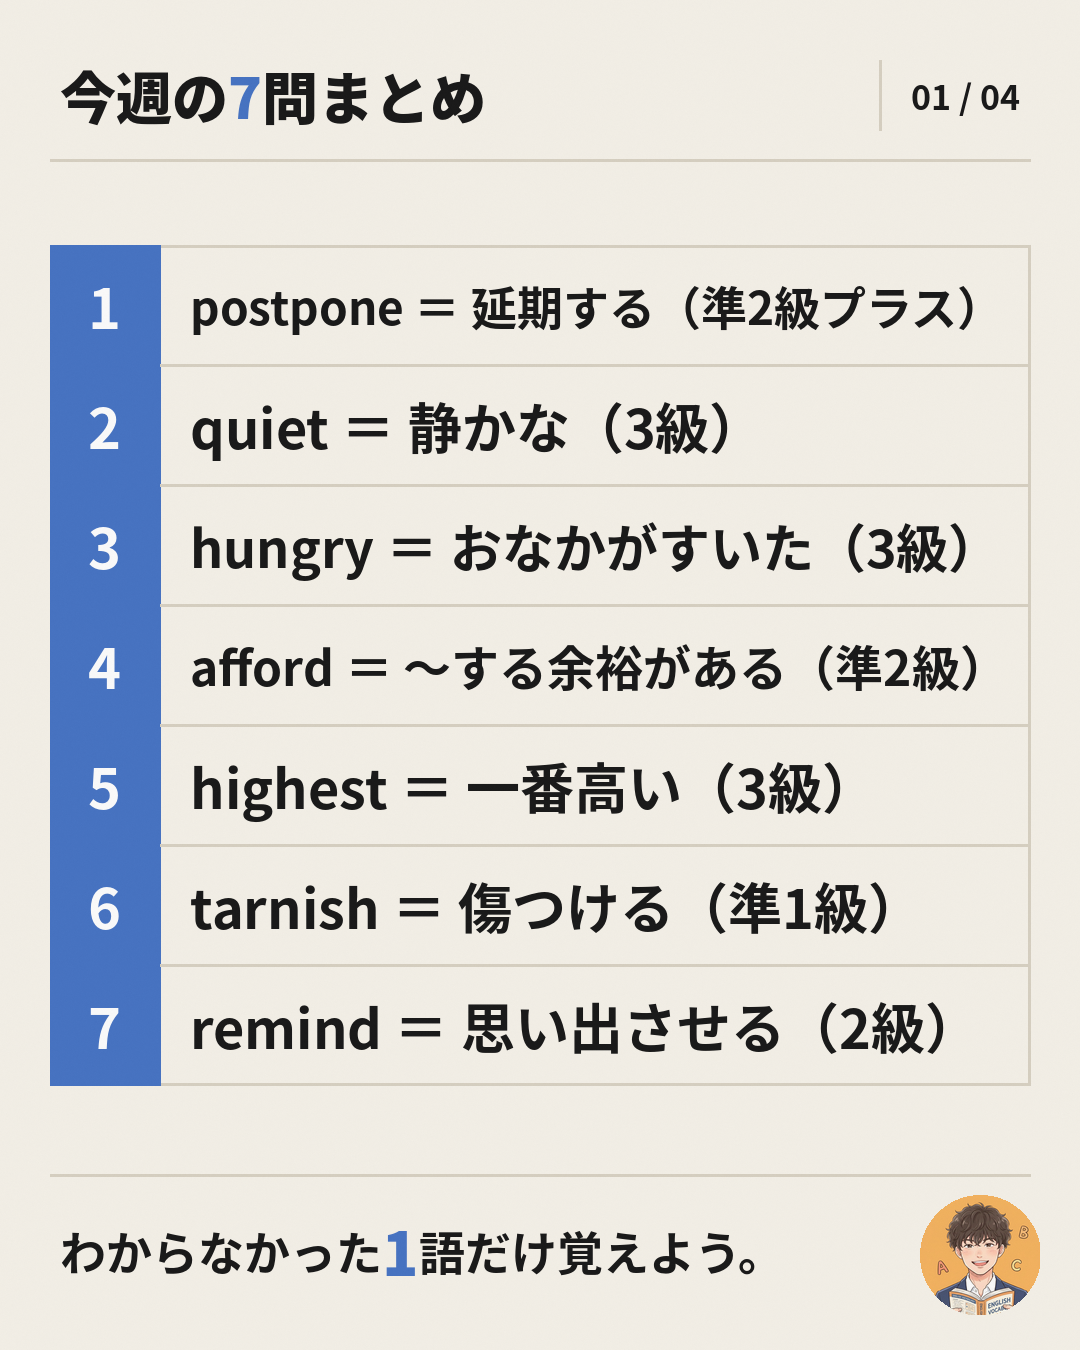 今週の7問まとめ
01 / 04
1 postpone ＝ 延期する（準2級プラス）
2 quiet ＝ 静かな（3級）
3 hungry ＝ おなかがすいた（3級）
4 afford ＝ ～する余裕がある（準2級）
5 highest ＝ 一番高い（3級）
6 tarnish ＝ 傷つける（準1級）
7 remind ＝ 思い出させる（2級）
わからなかった1語だけ覚えよう。
A
B
C
ENGLISH